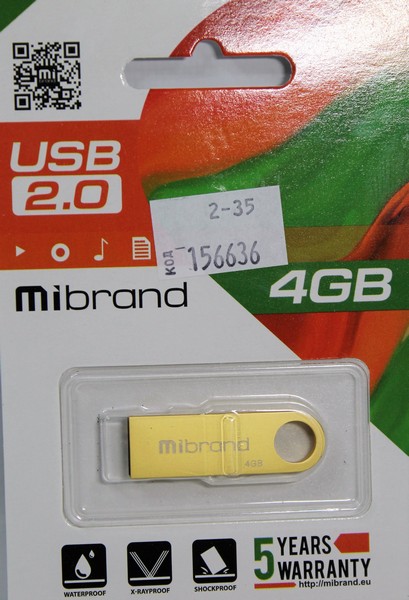 mi
USB
2.0
2-35
код 156636
mibrand
4GB
mibrand
4GB
WATERPROOF
X-RAYPROOF
SHOCKPROOF
5 YEARS
WARRANTY
http://mibrand.eu